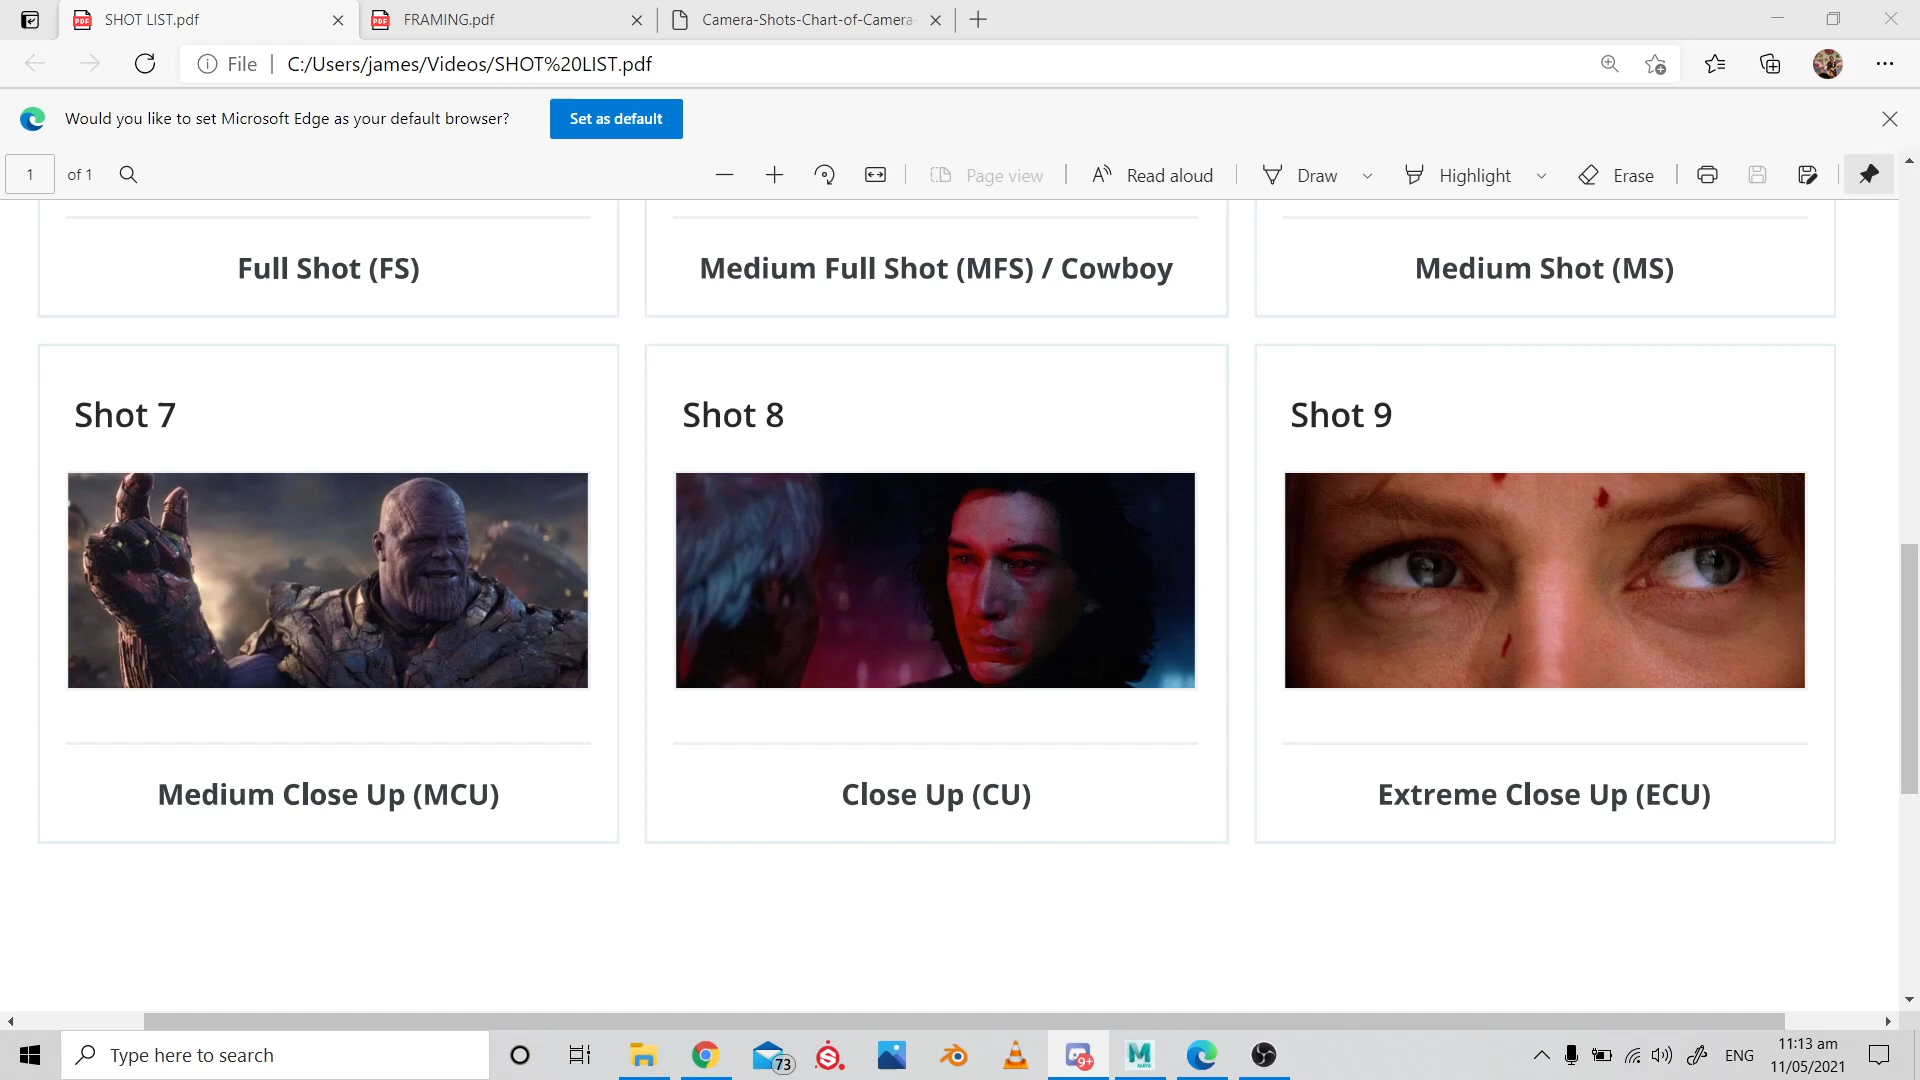 SHOT LIST.pdf
FRAMING.pdf
Camera-Shots-Chart-of-Camera-
File
C:/Users/james/Videos/SHOT%20LIST.pdf
Would you like to set Microsoft Edge as your default browser?
Set as default
1 of 1
Page view
Read aloud
Draw
Highlight
Erase
Full Shot (FS)
Medium Full Shot (MFS) / Cowboy
Medium Shot (MS)
Shot 7
Shot 8
Shot 9
Medium Close Up (MCU)
Close Up (CU)
Extreme Close Up (ECU)
Type here to search
73
9+
ENG
11:13 am
11/05/2021